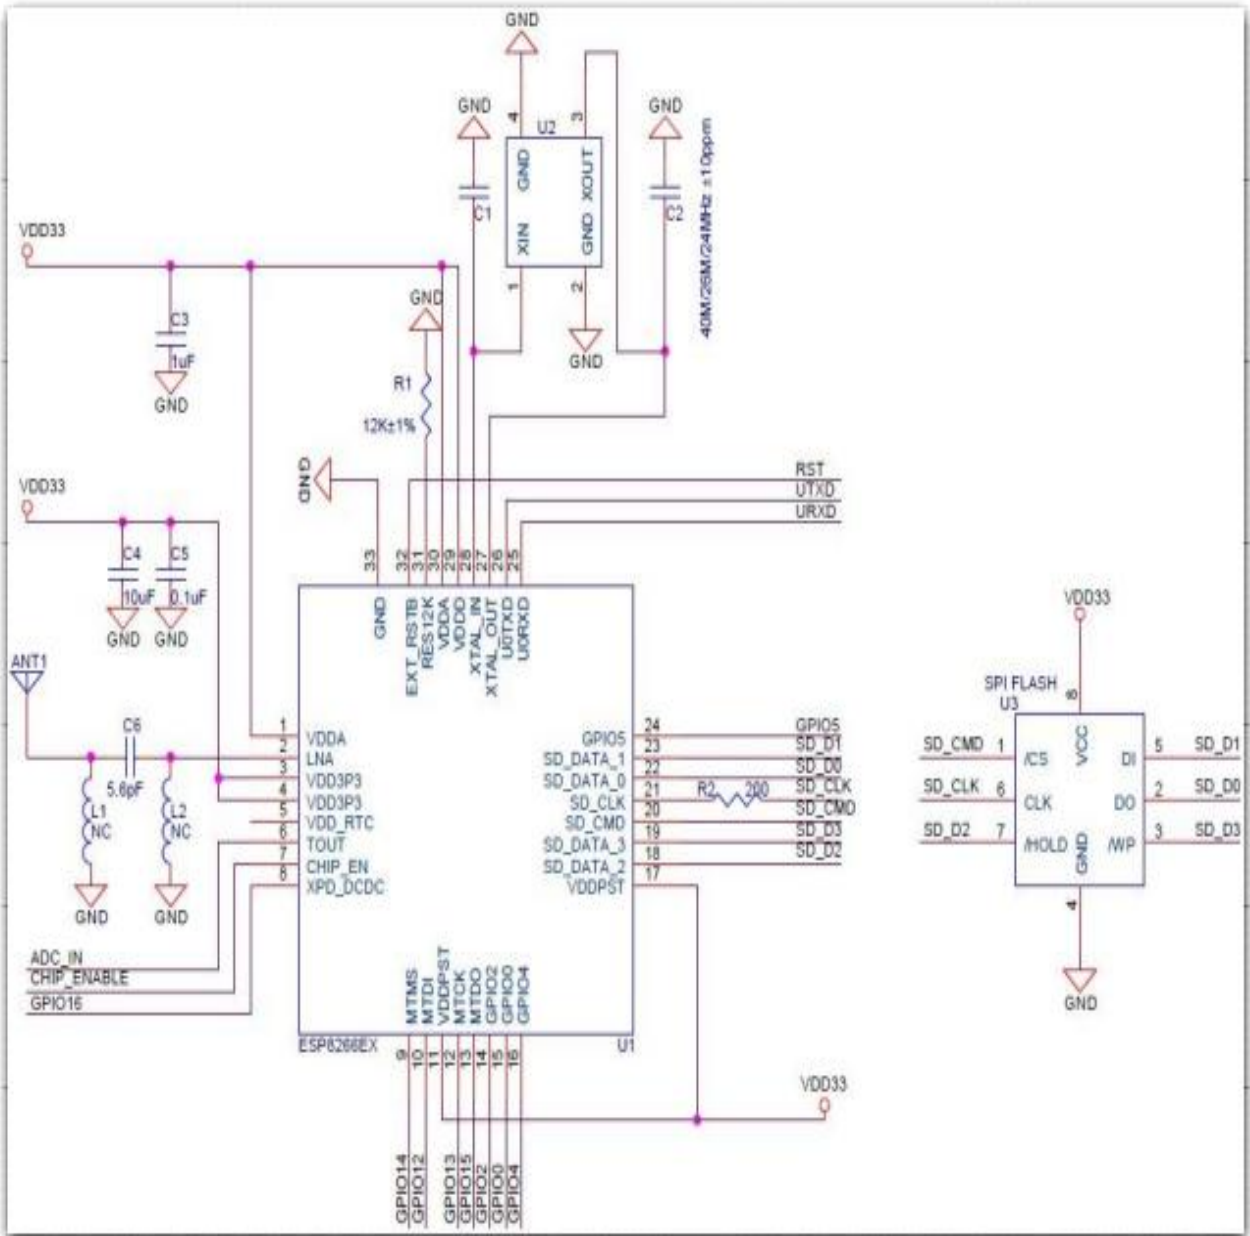 GND
4
3
U2
GND
C1
GND
C2
40M/26M/24MHz ±10ppm
GND
XOUT
XIN
GND
1
2
GND
VDD33
C3
1uF
GND
GND
R1
12K±1%
GND
RST
UTXD
URXD
VDD33
C4
10uF
GND
C5
0.1uF
GND
33
32
31
30
29
28
27
26
25
GND
EXT_RSTB
RES12K
VDDA
VDDD
XTAL_IN
XTAL_OUT
U0TXD
U0RXD
ANT1
C6
5.6pF
L1
NC
GND
L2
NC
GND
1
VDDA
2
LNA
3
VDD3P3
4
VDD3P3
5
VDD_RTC
6
TOUT
7
CHIP_EN
8
XPD_DCDC
24
GPIO5
GPIO5
23
SD_DATA_1
SD_D1
22
SD_DATA_0
SD_D0
21
SD_CLK
R2
200
SD_CLK
20
SD_CMD
SD_CMD
19
SD_DATA_3
SD_D3
18
SD_DATA_2
SD_D2
17
VDDPST
ADC_IN
CHIP_ENABLE
GPIO16
MTMS
MTDI
VDDPST
MTCK
MTDO
GPIO2
GPIO0
GPIO4
ESP8266EX
U1
9
10
11
12
13
14
15
16
VDD33
GPIO14
GPIO12
GPIO13
GPIO15
GPIO2
GPIO0
GPIO4
VDD33
SPI FLASH
U3
8
VCC
SD_CMD
1
/CS
DI
5
SD_D1
SD_CLK
6
CLK
DO
2
SD_D0
SD_D2
7
/HOLD
GND
/WP
3
SD_D3
4
GND